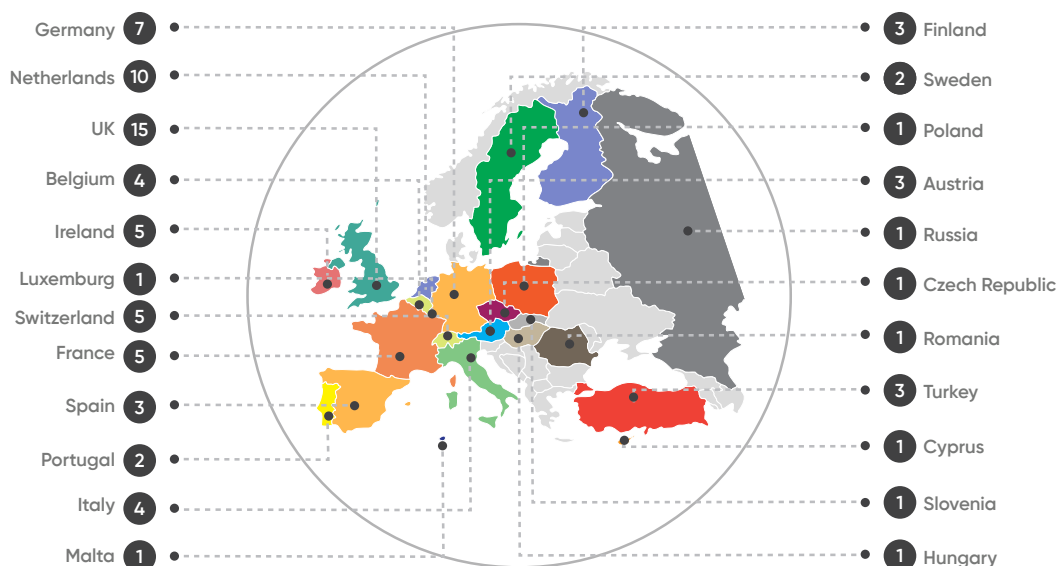 Germany 7
Netherlands 10
UK 15
Belgium 4
Ireland 5
Luxemburg 1
Switzerland 5
France 5
Spain 3
Portugal 2
Italy 4
Malta 1
3 Finland
2 Sweden
1 Poland
3 Austria
1 Russia
1 Czech Republic
1 Romania
3 Turkey
1 Cyprus
1 Slovenia
1 Hungary